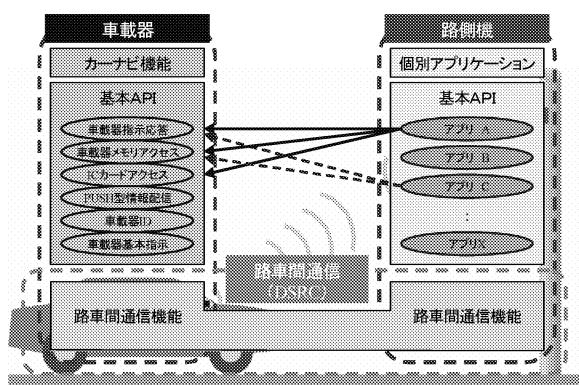 車載器
カーナビ機能
基本API
車載器指示応答
車載器メモリアクセス
ICカードアクセス
PUSH型情報配信
車載器ID
車載器基本指示
路車間通信機能
路側機
個別アプリケーション
基本API
アプリ A
アプリ B
アプリ C
:
アプリX
路車間通信機能
路車間通信
(DSRC)